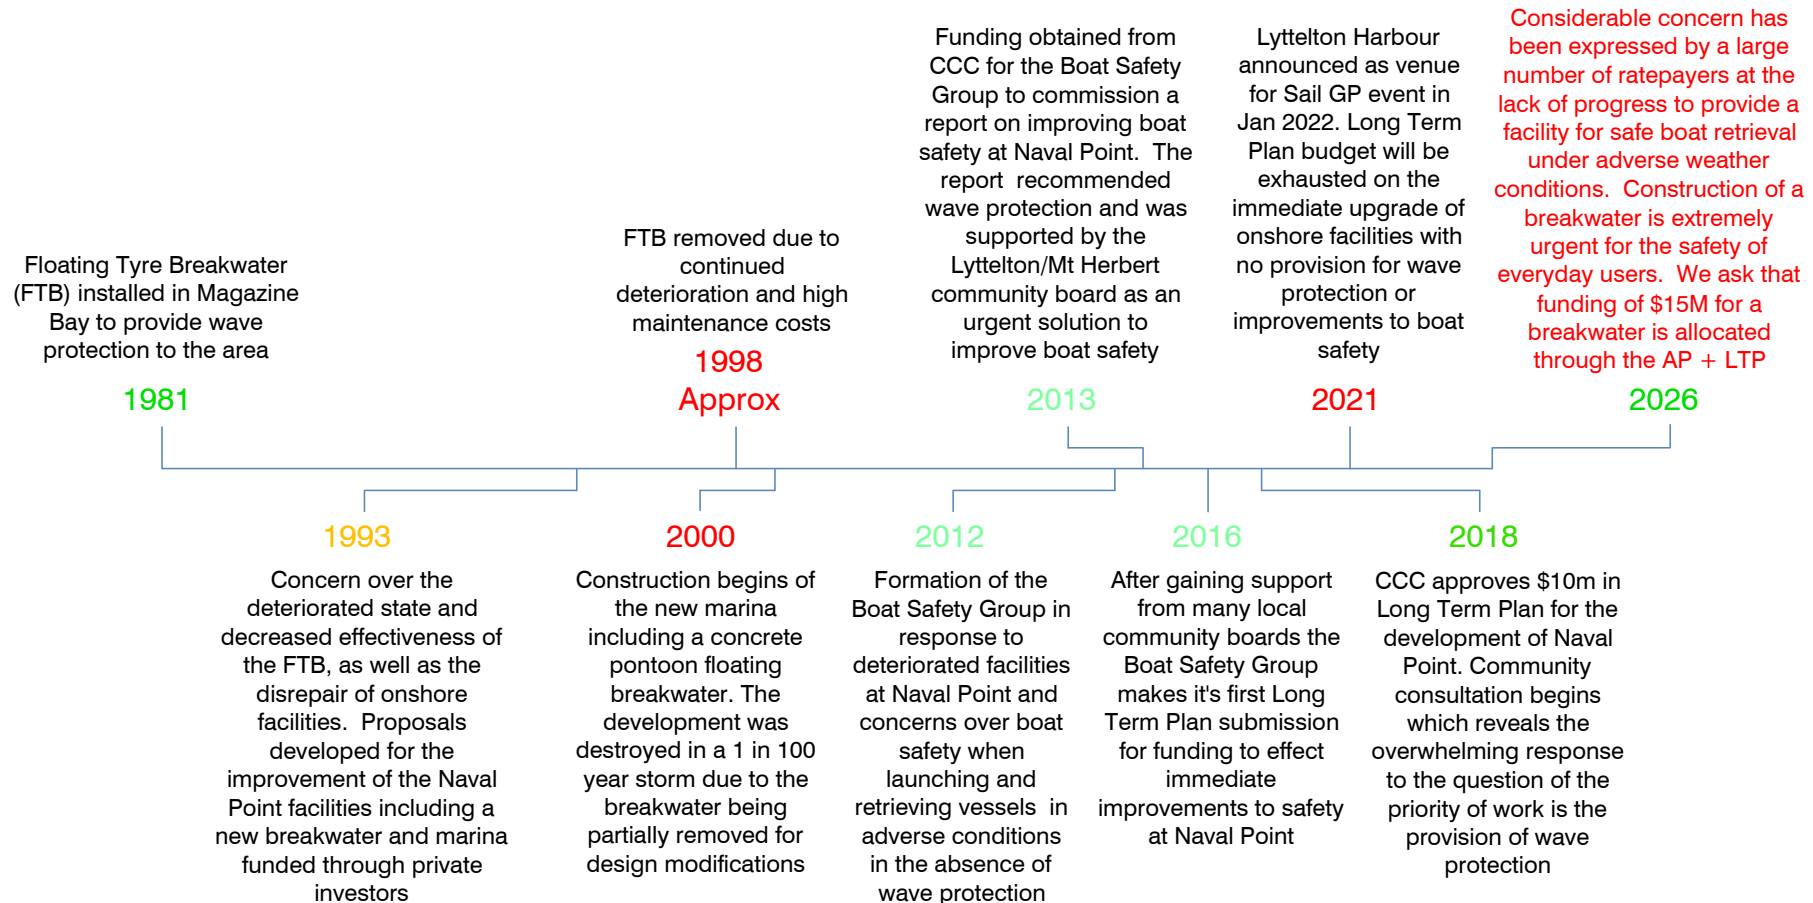 Floating Tyre Breakwater
(FTB) installed in Magazine
Bay to provide wave
protection to the area
1981
FTB removed due to
continued
deterioration and high
maintenance costs
1998
Approx
Funding obtained from
CCC for the Boat Safety
Group to commission a
report on improving boat
safety at Naval Point.  The
report  recommended
wave protection and was
supported by the
Lyttelton/Mt Herbert
community board as an
urgent solution to
improve boat safety
2013
Lyttelton Harbour
announced as venue
for Sail GP event in
Jan 2022. Long Term
Plan budget will be
exhausted on the
immediate upgrade of
onshore facilities with
no provision for wave
protection or
improvements to boat
safety
2021
Considerable concern has
been expressed by a large
number of ratepayers at the
lack of progress to provide a
facility for safe boat retrieval
under adverse weather
conditions.  Construction of a
breakwater is extremely
urgent for the safety of
everyday users.  We ask that
funding of $15M for a
breakwater is allocated
through the AP + LTP
2026
1993
Concern over the
deteriorated state and
decreased effectiveness of
the FTB, as well as the
disrepair of onshore
facilities.  Proposals
developed for the
improvement of the Naval
Point facilities including a
new breakwater and marina
funded through private
investors
2000
Construction begins of
the new marina
including a concrete
pontoon floating
breakwater. The
development was
destroyed in a 1 in 100
year storm due to the
breakwater being
partially removed for
design modifications
2012
Formation of the
Boat Safety Group in
response to
deteriorated facilities
at Naval Point and
concerns over boat
safety when
launching and
retrieving vessels  in
adverse conditions
in the absence of
wave protection
2016
After gaining support
from many local
community boards the
Boat Safety Group
makes it's first Long
Term Plan submission
for funding to effect
immediate
improvements to safety
at Naval Point
2018
CCC approves $10m in
Long Term Plan for the
development of Naval
Point. Community
consultation begins
which reveals the
overwhelming response
to the question of the
priority of work is the
provision of wave
protection